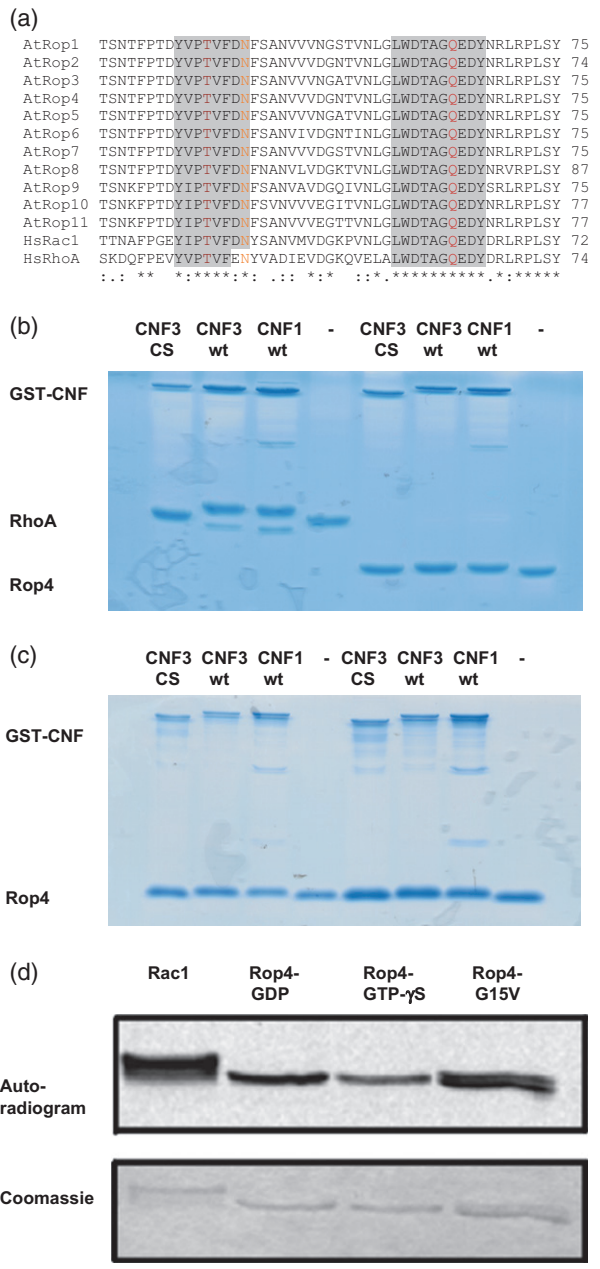 (a)
AtRop1 TSNTFPTDYVPTVFDNFSANVVVNGSTVNLGLWDTAGQEDYNRLRPLSY 75
AtRop2 TSNTFPTDYVPTVFDNFSANVVVDGNTVNLGLWDTAGQEDYNRLRPLSY 74
AtRop3 TSNTFPTDYVPTVFDNFSANVVVNGATVNLGLWDTAGQEDYNRLRPLSY 75
AtRop4 TSNTFPTDYVPTVFDNFSANVVVDGNTVNLGLWDTAGQEDYNRLRPLSY 75
AtRop5 TSNTFPTDYVPTVFDNFSANVVVNGATVNLGLWDTAGQEDYNRLRPLSY 75
AtRop6 TSNTFPTDYVPTVFDNFSANVIVDGNTINLGLWDTAGQEDYNRLRPLSY 75
AtRop7 TSNTFPTDYVPTVFDNFSANVVVDGSTVNLGLWDTAGQEDYNRLRPLSY 75
AtRop8 TSNTFPTDYVPTVFDNFNANVLVDGKTVNLGLWDTAGQEDYNRVRPLSY 87
AtRop9 TSNKFPTDYIPTVFDNFSANVAVDGQIVNLGLWDTAGQEDYSRLRPLSY 75
AtRop10 TSNKFPTDYIPTVFDNFSVNVVVEGITVNLGLWDTAGQEDYNRLRPLSY 77
AtRop11 TSNKFPTDYIPTVFDNFSANVVVEGTTVNLGLWDTAGQEDYNRLRPLSY 77
HsRac1 TTNAFPGEYIPTVFDNYSANVMVDGKPVNLGLWDTAGQEDYDRLRPLSY 72
HsRhoA SKDQFPEVYVPTVFENYVADIEVDGKQVELALWDTAGQEDYDRLRPLSY 74
:.: ** *:****:*: .:: *:* ::*.********* *******
(b)
CNF3 CNF3 CNF1 - CNF3 CNF3 CNF1 -
CS wt wt CS wt wt
GST-CNF
RhoA
Rop4
(c)
CNF3 CNF3 CNF1 - CNF3 CNF3 CNF1 -
CS wt wt CS wt wt
GST-CNF
Rop4
(d)
Rac1 Rop4- Rop4- Rop4-
GDP GTP-γS G15V
Auto-
radiogram
Coomassie